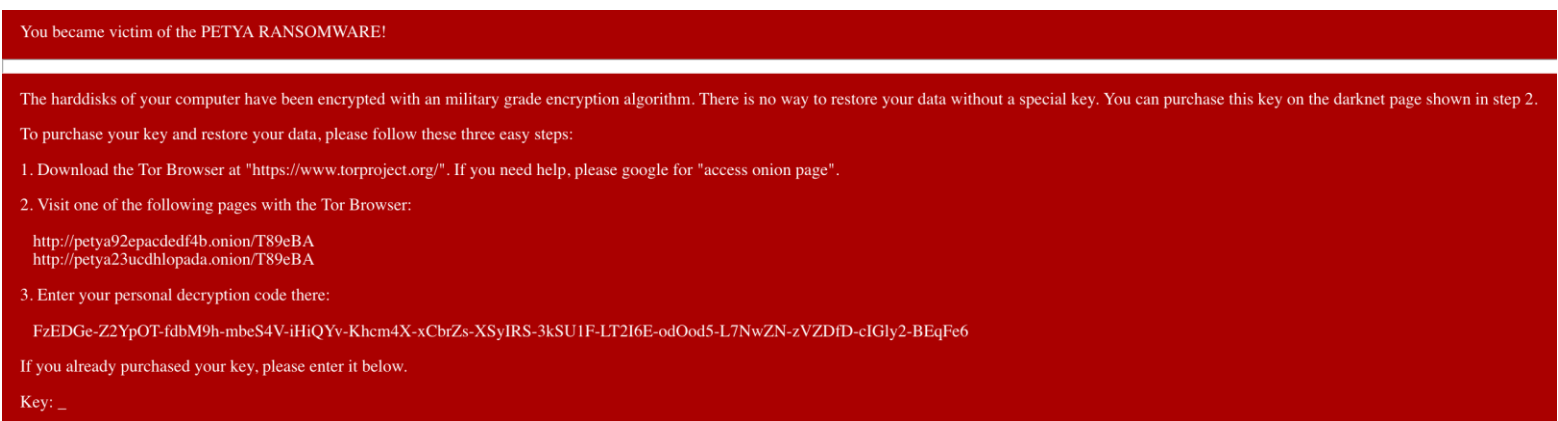 You became victim of the PETYA RANSOMWARE!
The harddisks of your computer have been encrypted with an military grade encryption algorithm. There is no way to restore your data without a special key. You can purchase this key on the darknet page shown in step 2.
To purchase your key and restore your data, please follow these three easy steps:
1. Download the Tor Browser at "https://www.torproject.org/". If you need help, please google for "access onion page".
2. Visit one of the following pages with the Tor Browser:
http://petya92epacdedf4b.onion/T89eBA
http://petya23ucdhlopada.onion/T89eBA
3. Enter your personal decryption code there:
FzEDGe-Z2YpOT-fdbM9h-mbeS4V-iHiQYv-Khcm4X-xCbrZs-XSyIRS-3kSU1F-LT2I6E-odOod5-L7NwZN-zVZDfD-cIGly2-BEqFe6
If you already purchased your key, please enter it below.
Key: _